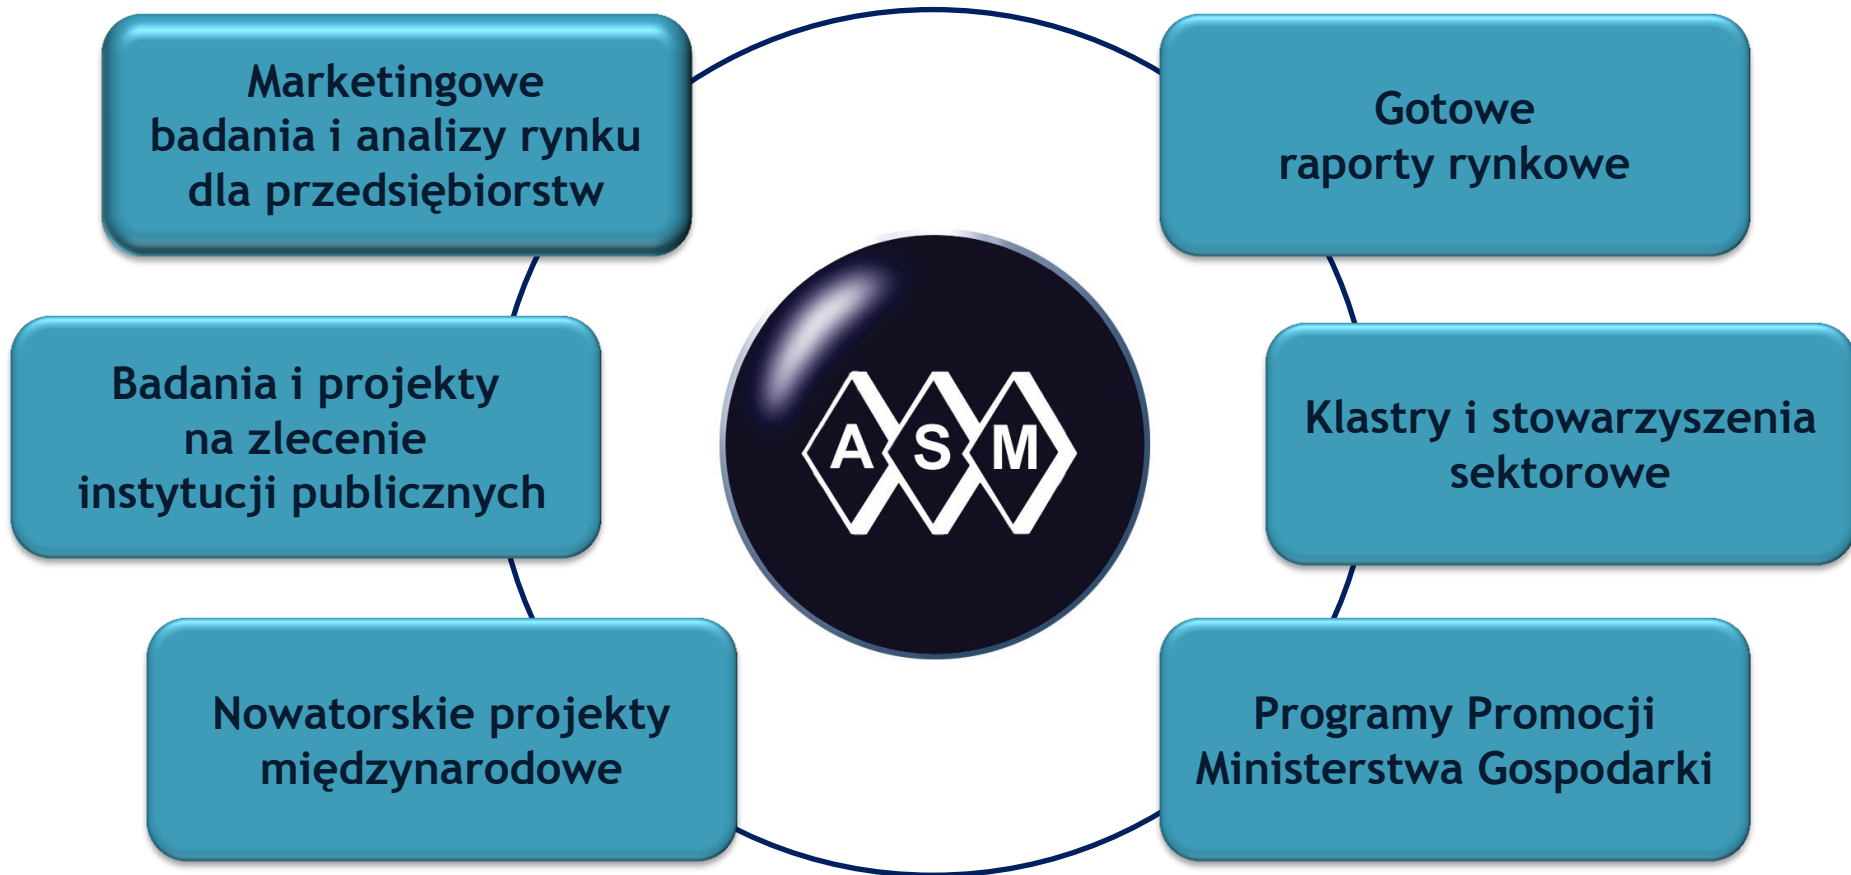 Marketingowe
badania i analizy rynku
dla przedsiębiorstw
Gotowe
raporty rynkowe
Badania i projekty
na zlecenie
instytucji publicznych
ASM
Klastry i stowarzyszenia
sektorowe
Nowatorskie projekty
międzynarodowe
Programy Promocji
Ministerstwa Gospodarki